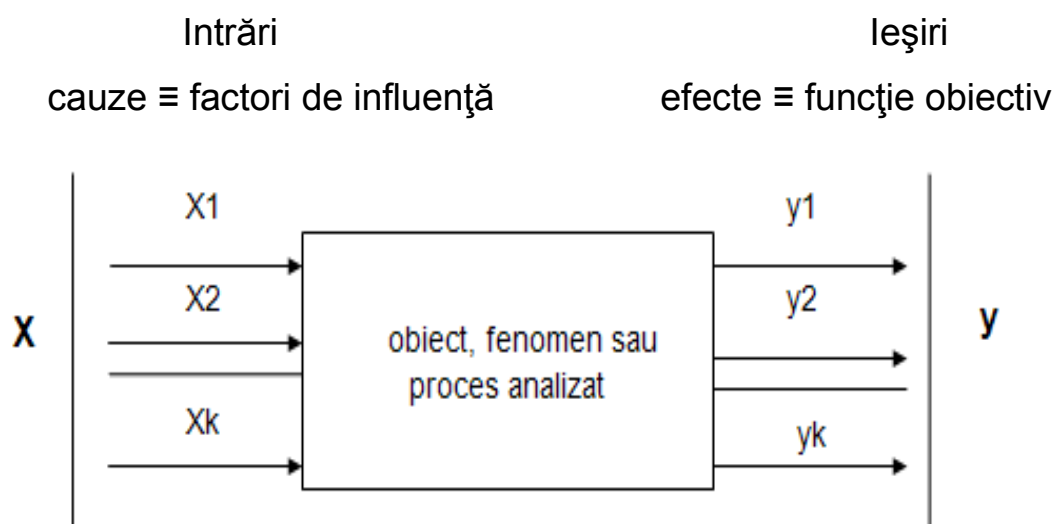 Intrări
Ieşiri
cauze ≡ factori de influenţă
efecte ≡ funcţie obiectiv
X1
y1
X2
y2
X
obiect, fenomen sau
proces analizat
y
Xk
yk